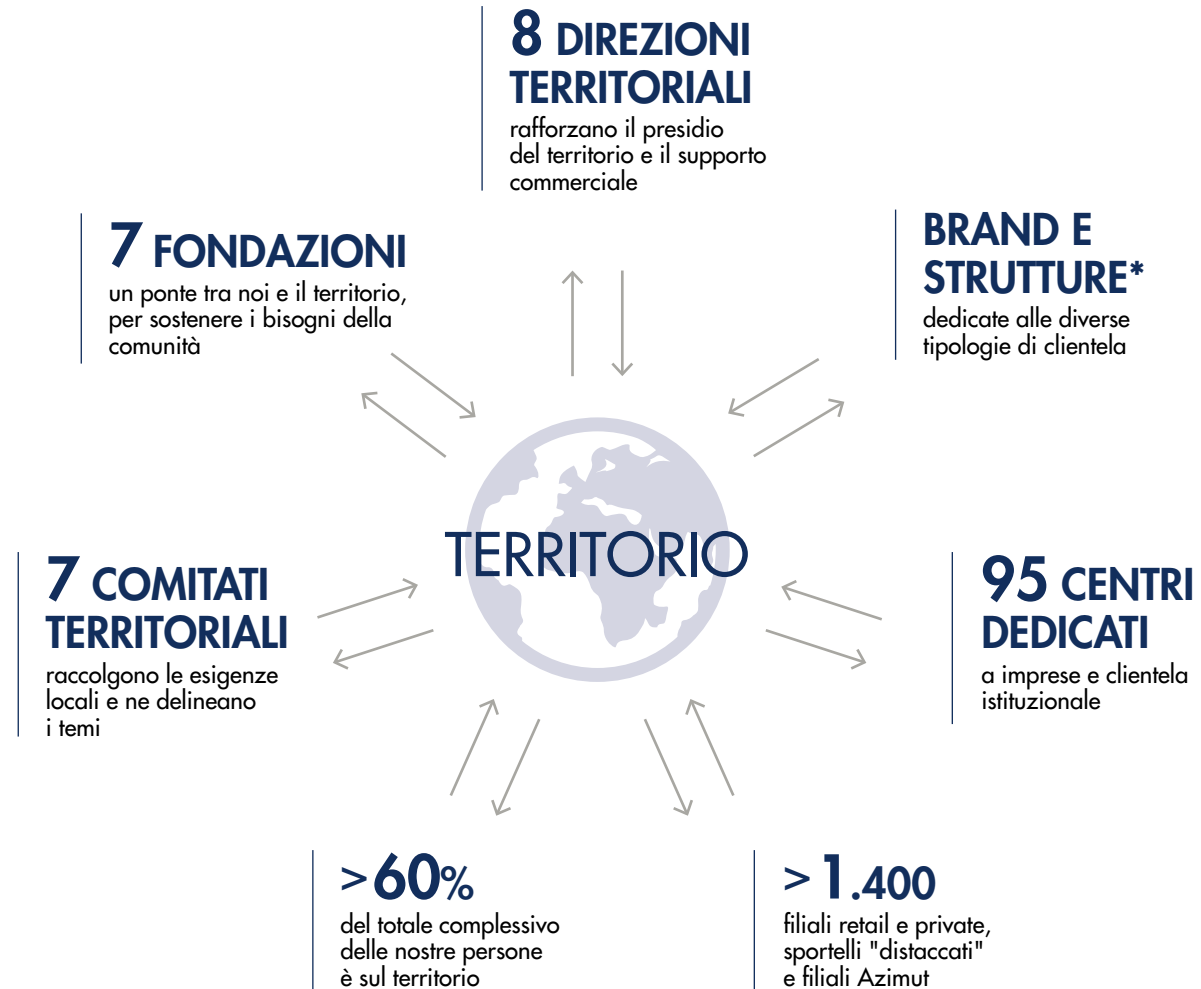 8 DIREZIONI
TERRITORIALI
rafforzano il presidio
del territorio e il supporto
commerciale
7 FONDAZIONI
un ponte tra noi e il territorio,
per sostenere i bisogni della
comunità
BRAND E
STRUTTURE*
dedicate alle diverse
tipologie di clientela
TERRITORIO
7 COMITATI
TERRITORIALI
raccolgono le esigenze
locali e ne delineano
i temi
95 CENTRI
DEDICATI
a imprese e clientela
istituzionale
>60%
del totale complessivo
delle nostre persone
è sul territorio
>1.400
filiali retail e private,
sportelli "distaccati"
e filiali Azimut